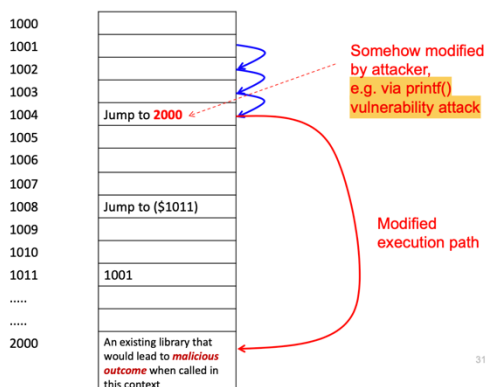 1000
1001
1002
1003
1004
1005
1006
1007
1008
1009
1010
1011
.....
.....
2000
Jump to 2000
Jump to ($1011)
1001
An existing library that
would lead to malicious
outcome when called in
this context
Somehow modified
by attacker,
e.g. via printf()
vulnerability attack
Modified
execution path
31